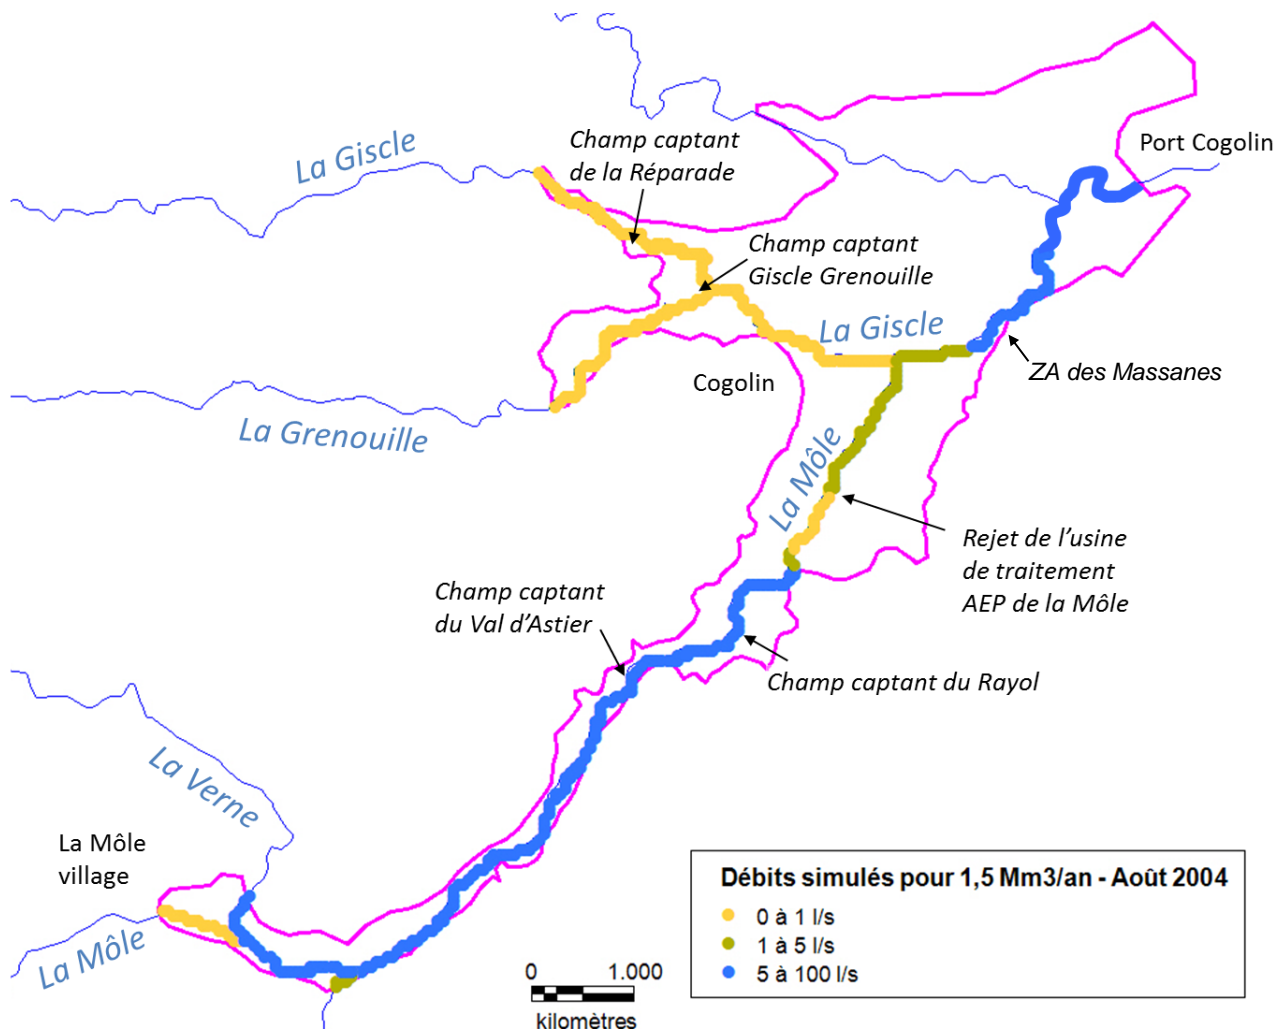 Port Cogolin
Champ captant
de la Réparade
La Giscle
Champ captant
Giscle Grenouille
La Giscle
ZA des Massanes
Cogolin
La Grenouille
La Môle
Rejet de l’usine
de traitement
AEP de la Môle
Champ captant
du Val d’Astier
Champ captant du Rayol
La Verne
La Môle
village
La Môle
Débits simulés pour 1,5 Mm3/an - Août 2004
0 à 1 l/s
1 à 5 l/s
5 à 100 l/s
0 1.000
kilomètres